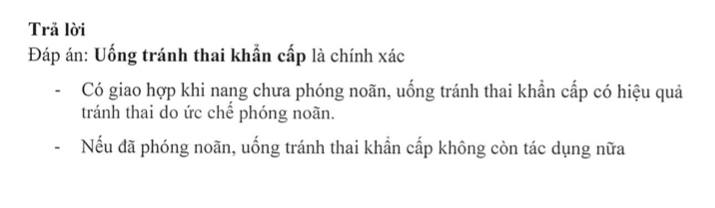 Trả lời
Đáp án: Uống tránh thai khẩn cấp là chính xác
- Có giao hợp khi nang chưa phóng noãn, uống tránh thai khẩn cấp có hiệu quả
tránh thai do ức chế phóng noãn.
- Nếu đã phóng noãn, uống tránh thai khẩn cấp không còn tác dụng nữa